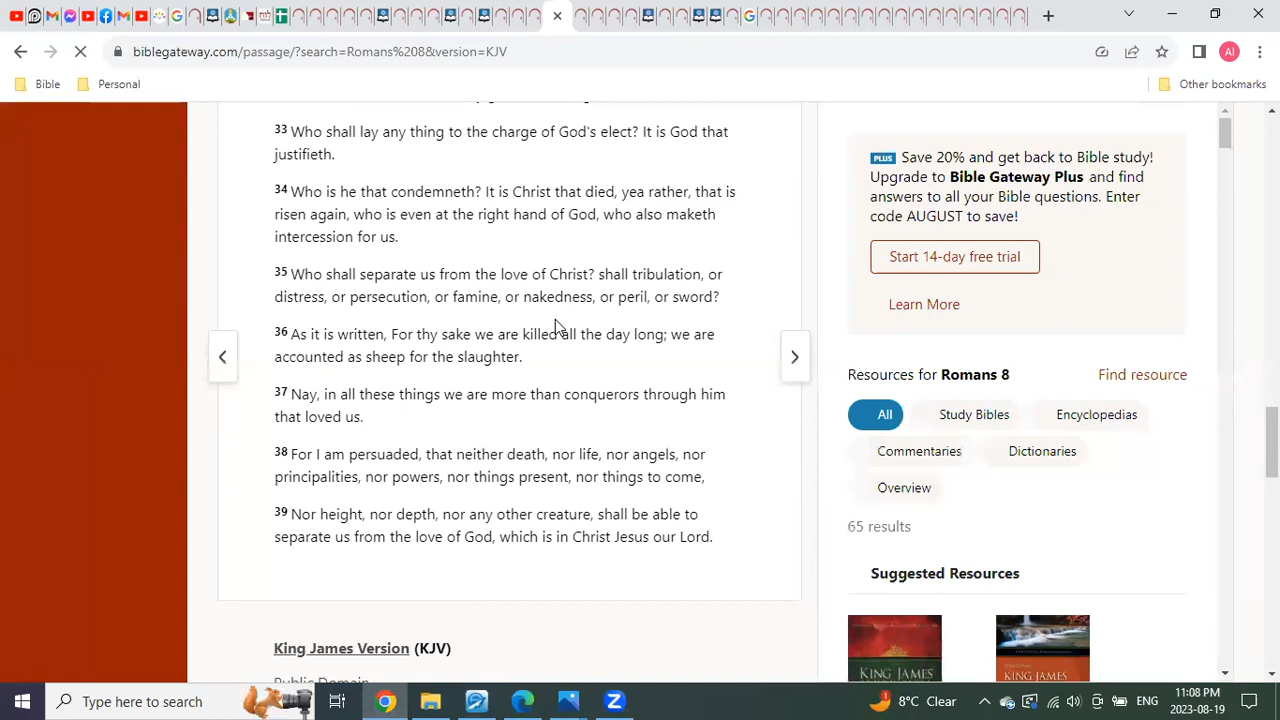 biblegateway.com/passage/?search=Romans%208&version=KJV
AI
Bible
Personal
Other bookmarks
33 Who shall lay any thing to the charge of God's elect? It is God that
justifieth.
34 Who is he that condemneth? It is Christ that died, yea rather, that is
risen again, who is even at the right hand of God, who also maketh
intercession for us.
35 Who shall separate us from the love of Christ? shall tribulation, or
distress, or persecution, or famine, or nakedness, or peril, or sword?
36 As it is written, For thy sake we are killed all the day long; we are
accounted as sheep for the slaughter.
37 Nay, in all these things we are more than conquerors through him
that loved us.
38 For I am persuaded, that neither death, nor life, nor angels, nor
principalities, nor powers, nor things present, nor things to come,
39 Nor height, nor depth, nor any other creature, shall be able to
separate us from the love of God, which is in Christ Jesus our Lord.
King James Version (KJV)
Public Domain
PLUS Save 20% and get back to Bible study!
Upgrade to Bible Gateway Plus and find
answers to all your Bible questions. Enter
code AUGUST to save!
Start 14-day free trial
Learn More
Resources for Romans 8
Find resource
All
Study Bibles
Encyclopedias
Commentaries
Dictionaries
Overview
65 results
Suggested Resources
KING JAMES
KING JAMES
Type here to search
1
8°C Clear
ENG
11:08 PM
2023-08-19